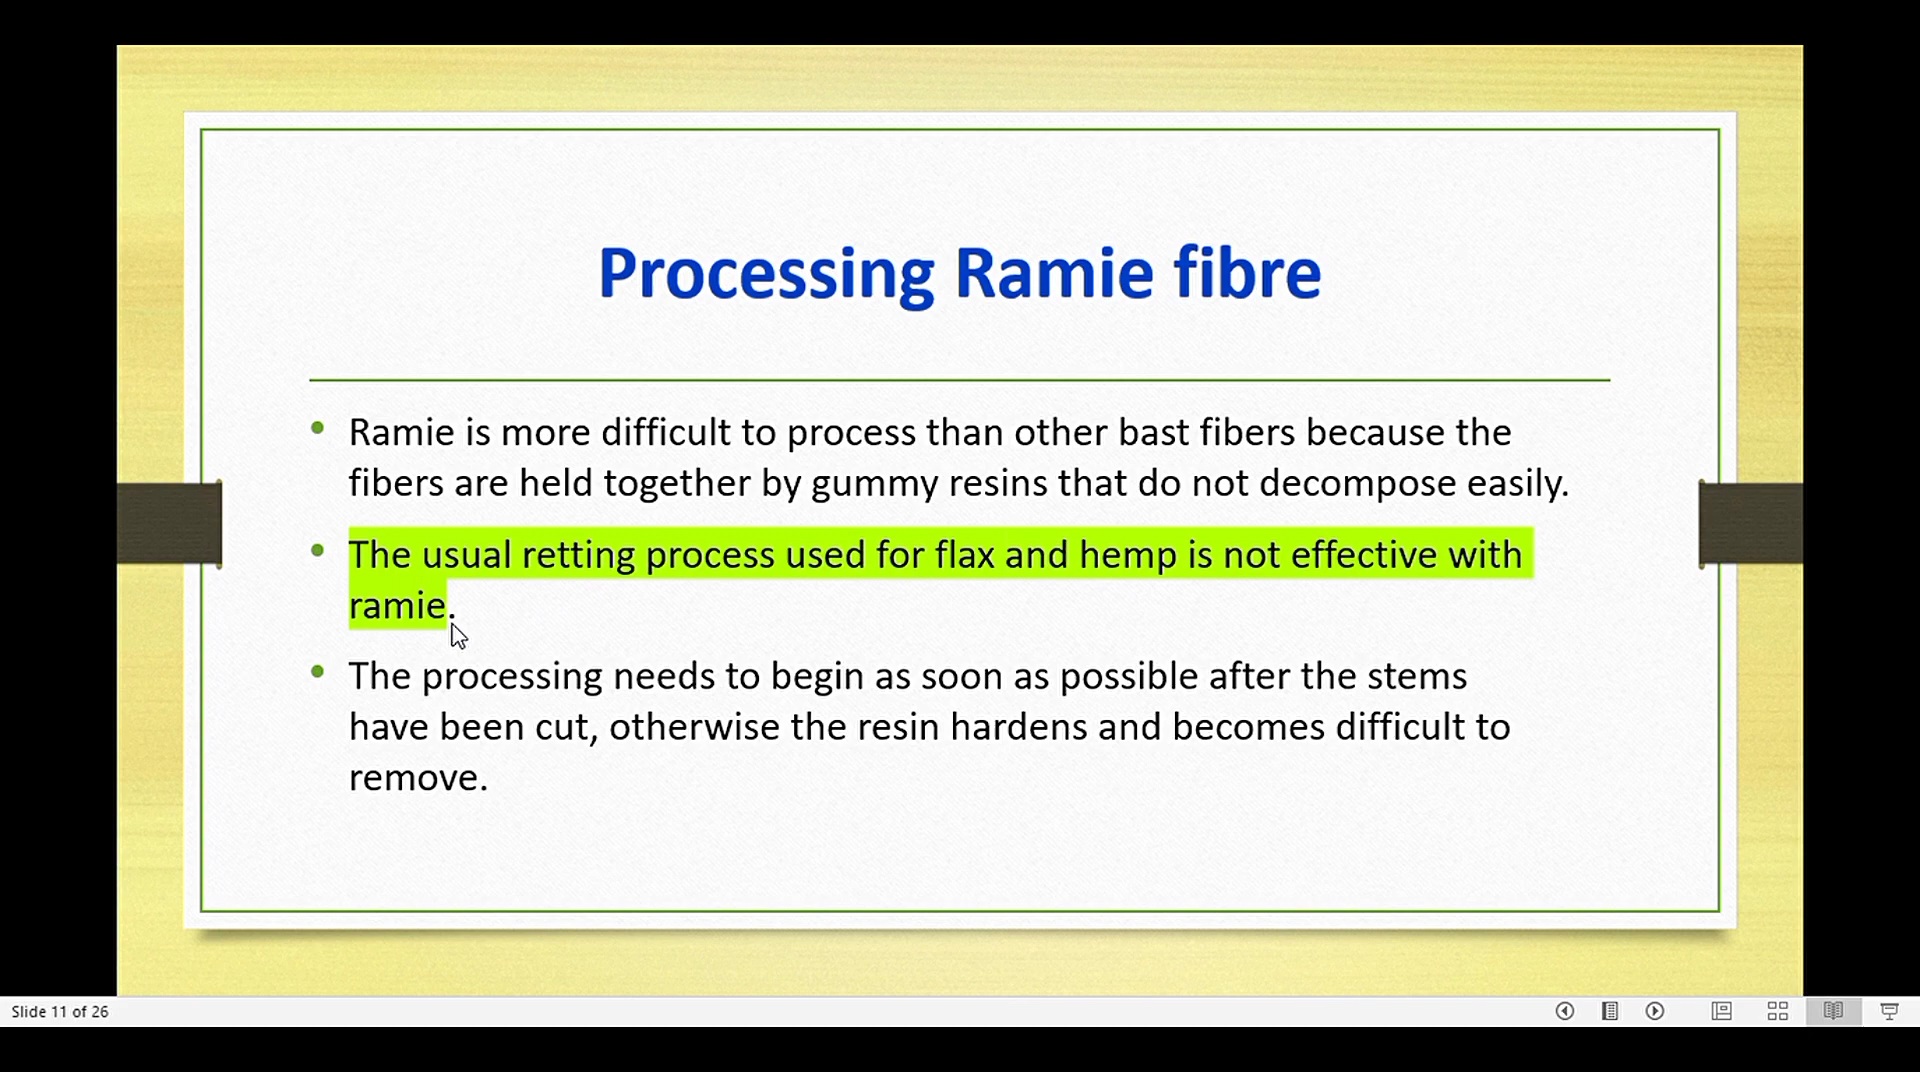 Processing Ramie fibre
• Ramie is more difficult to process than other bast fibers because the
fibers are held together by gummy resins that do not decompose easily.
• The usual retting process used for flax and hemp is not effective with
ramie.
• The processing needs to begin as soon as possible after the stems
have been cut, otherwise the resin hardens and becomes difficult to
remove.
Slide 11 of 26